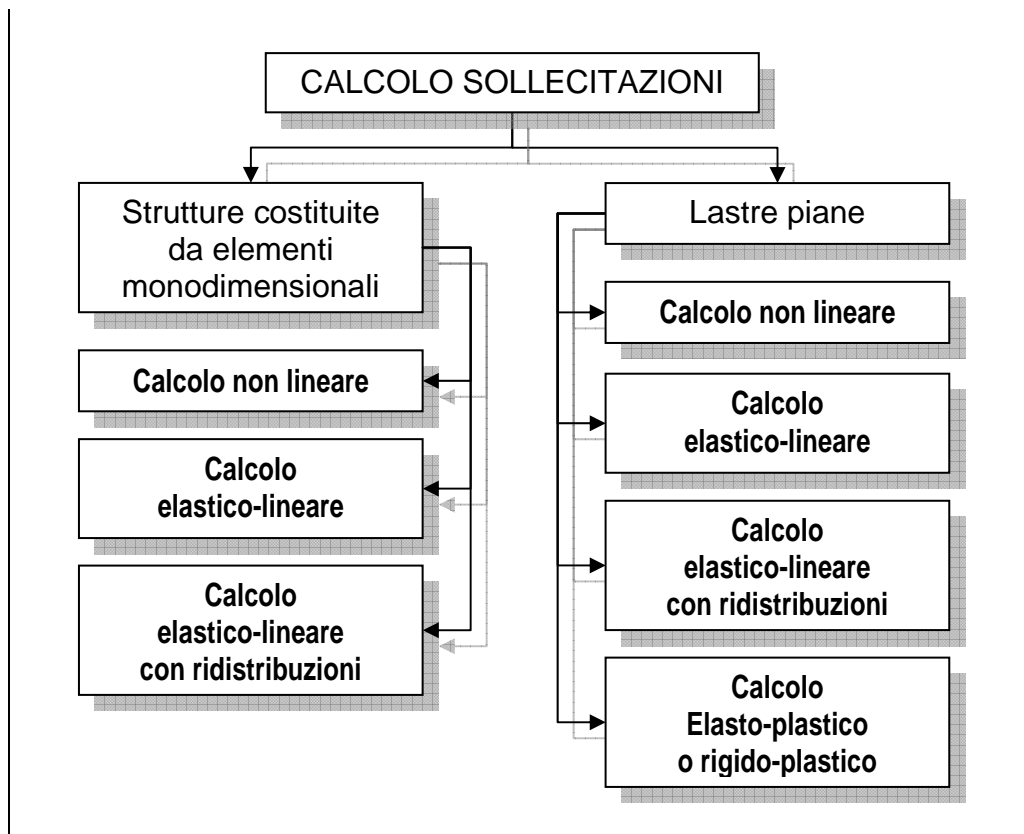 CALCOLO SOLLECITAZIONI
Strutture costituite
da elementi
monodimensionali
Calcolo non lineare
Calcolo
elastico-lineare
Calcolo
elastico-lineare
con ridistribuzioni
Lastre piane
Calcolo non lineare
Calcolo
elastico-lineare
Calcolo
elastico-lineare
con ridistribuzioni
Calcolo
Elasto-plastico
o rigido-plastico